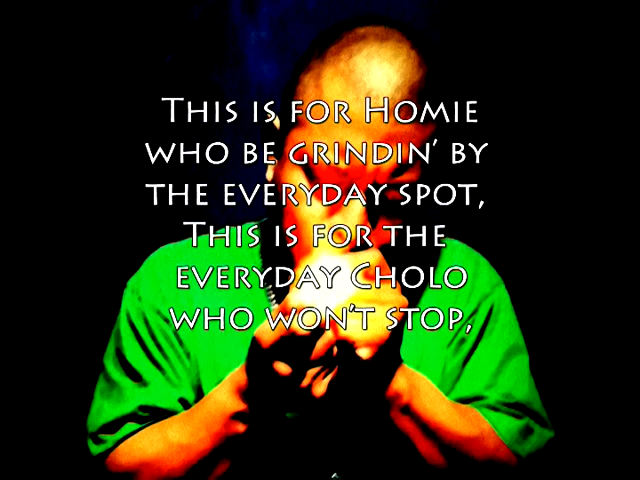 This is for Homie
who be grindin' by
the everyday spot,
This is for the
everyday Cholo
who won't stop,